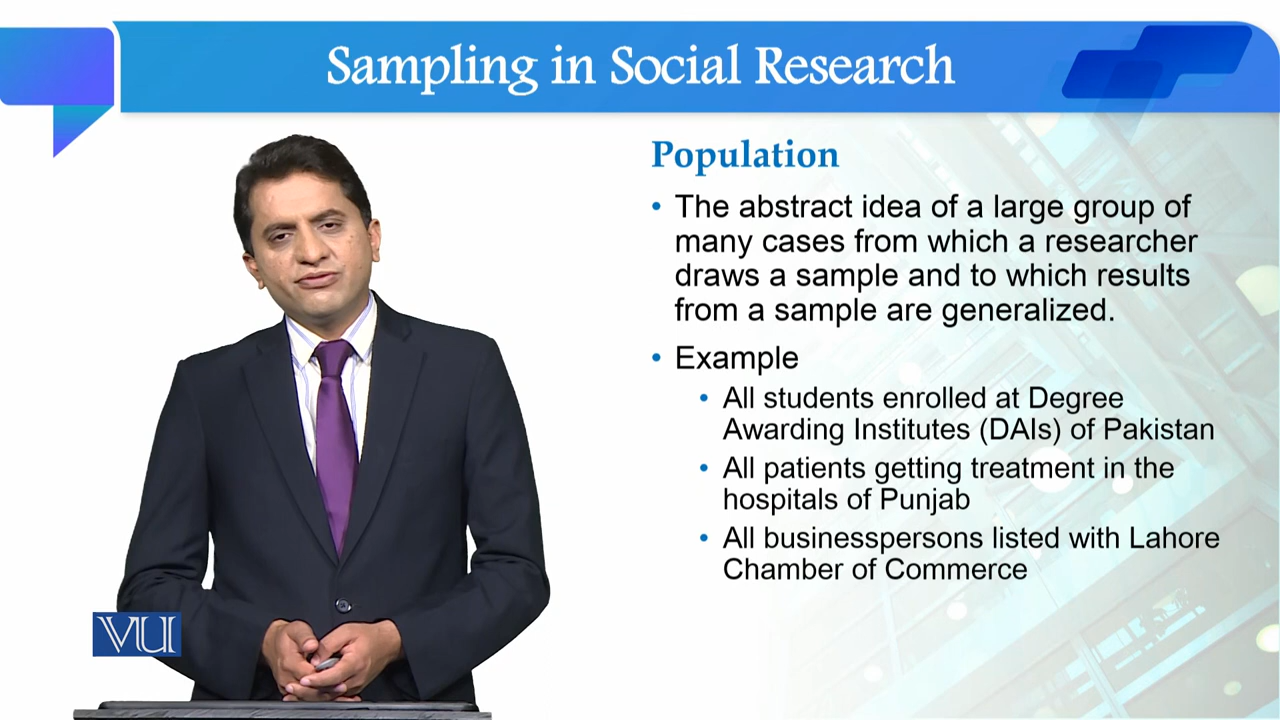 Sampling in Social Research
Population
• The abstract idea of a large group of
many cases from which a researcher
draws a sample and to which results
from a sample are generalized.
• Example
• All students enrolled at Degree
Awarding Institutes (DAIs) of Pakistan
• All patients getting treatment in the
hospitals of Punjab
• All businesspersons listed with Lahore
Chamber of Commerce
VU